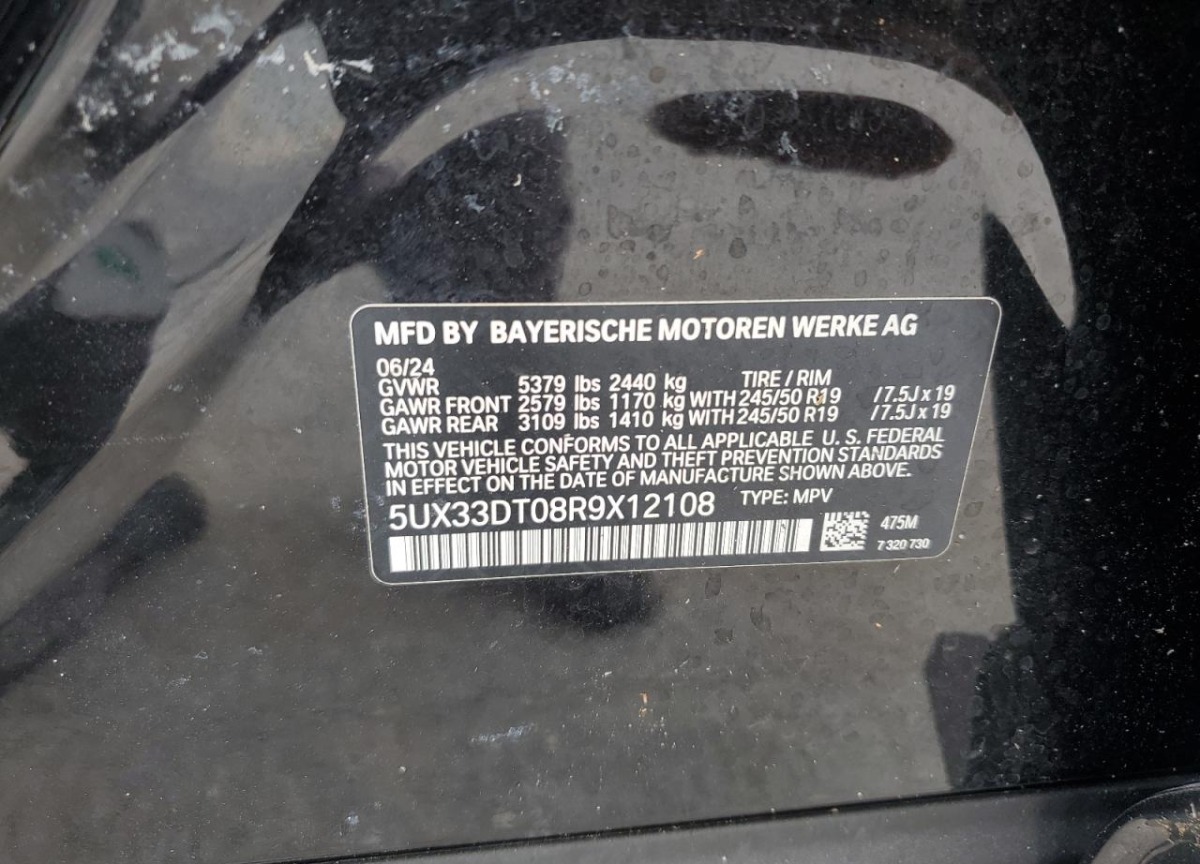 MFD BY BAYERISCHE MOTOREN WERKE AG
06/24
GVWR 5379 lbs 2440 kg TIRE / RIM
GAWR FRONT 2579 lbs 1170 kg WITH 245/50 R19 /7.5J x 19
GAWR REAR 3109 lbs 1410 kg WITH 245/50 R19 /7.5J x 19
THIS VEHICLE CONFORMS TO ALL APPLICABLE U. S. FEDERAL
MOTOR VEHICLE SAFETY AND THEFT PREVENTION STANDARDS
IN EFFECT ON THE DATE OF MANUFACTURE SHOWN ABOVE.
5UX33DT08R9X12108 TYPE: MPV
475M
7 320 730